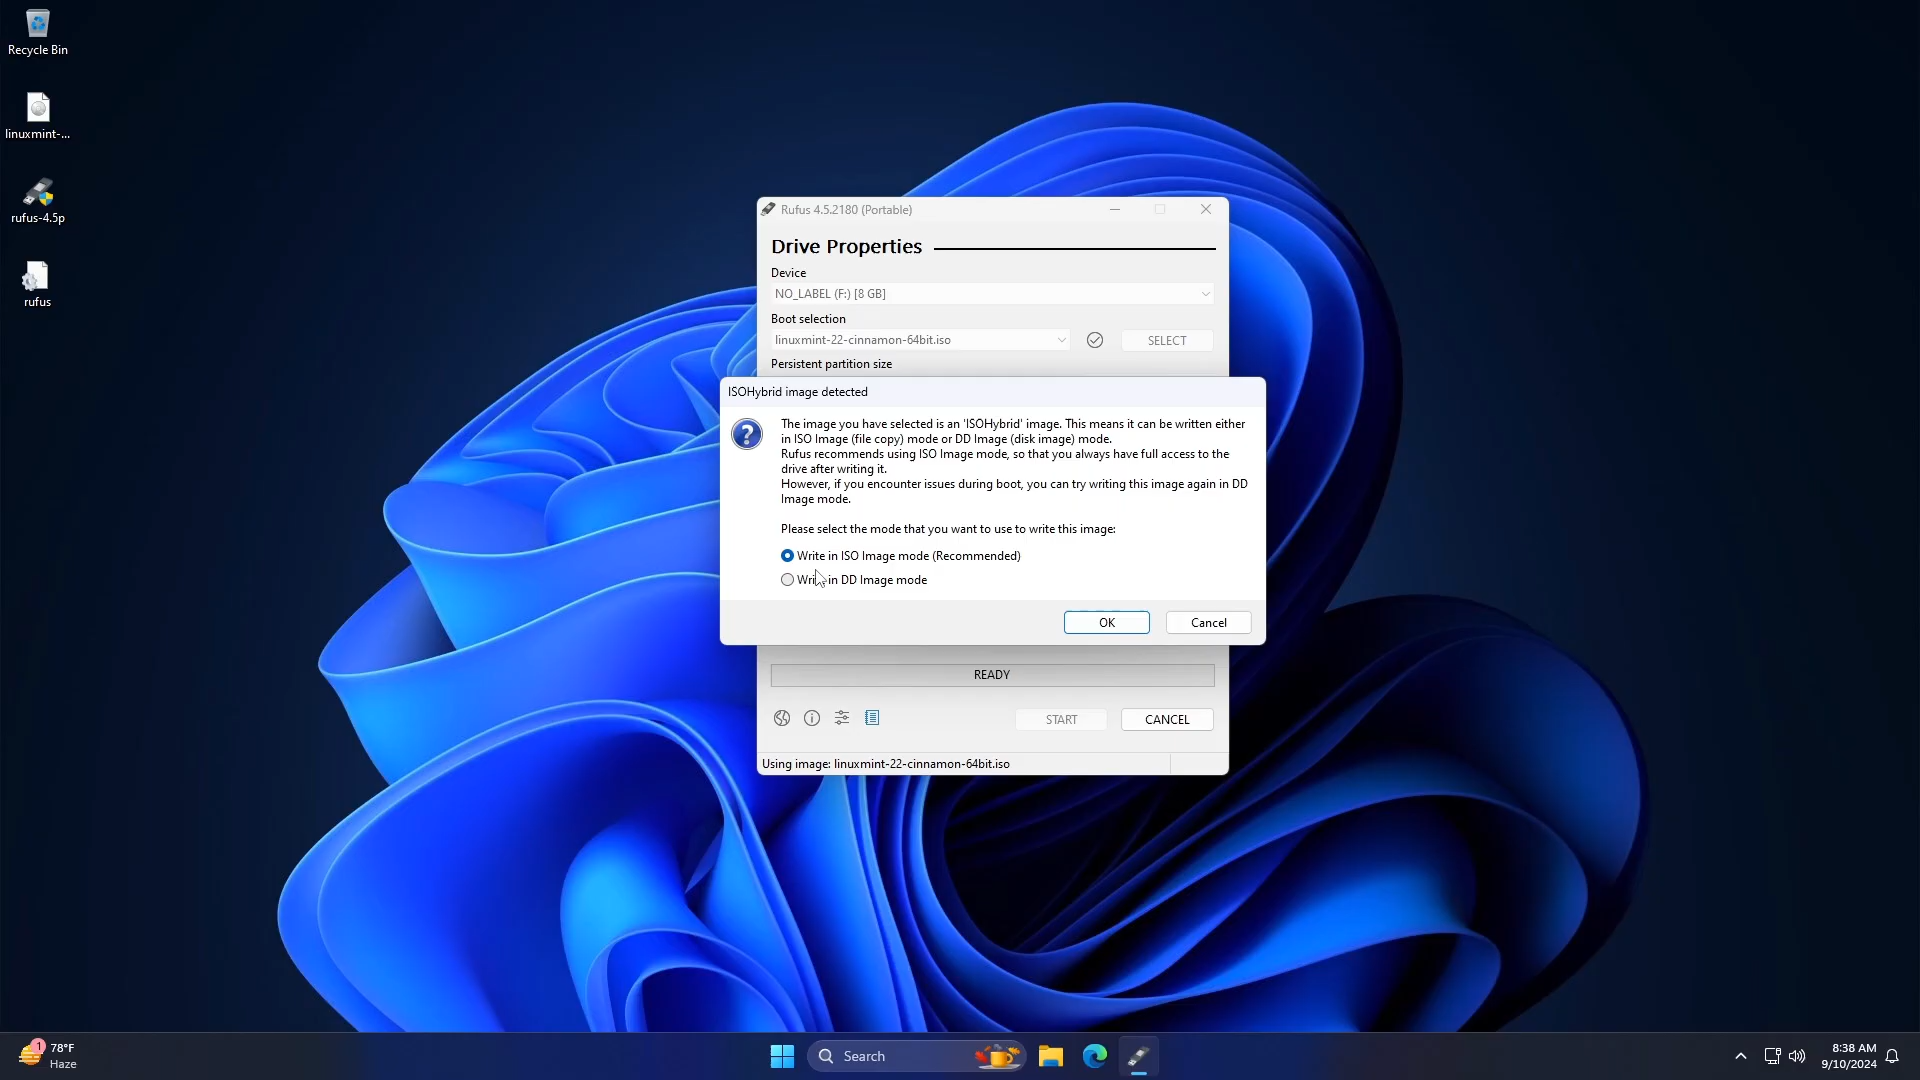 Recycle Bin
linuxmint-...
rufus-4.5p
rufus
Rufus 4.5.2180 (Portable)
Drive Properties
Device
NO_LABEL (F:) [8 GB]
Boot selection
linuxmint-22-cinnamon-64bit.iso
SELECT
Persistent partition size
ISOHybrid image detected
The image you have selected is an 'ISOHybrid' image. This means it can be written either
in ISO Image (file copy) mode or DD Image (disk image) mode.
Rufus recommends using ISO Image mode, so that you always have full access to the
drive after writing it.
However, if you encounter issues during boot, you can try writing this image again in DD
Image mode.
Please select the mode that you want to use to write this image:
Write in ISO Image mode (Recommended)
Write in DD Image mode
OK
Cancel
READY
START
CANCEL
Using image: linuxmint-22-cinnamon-64bit.iso
1
78°F
Haze
Search
8:38 AM
9/10/2024